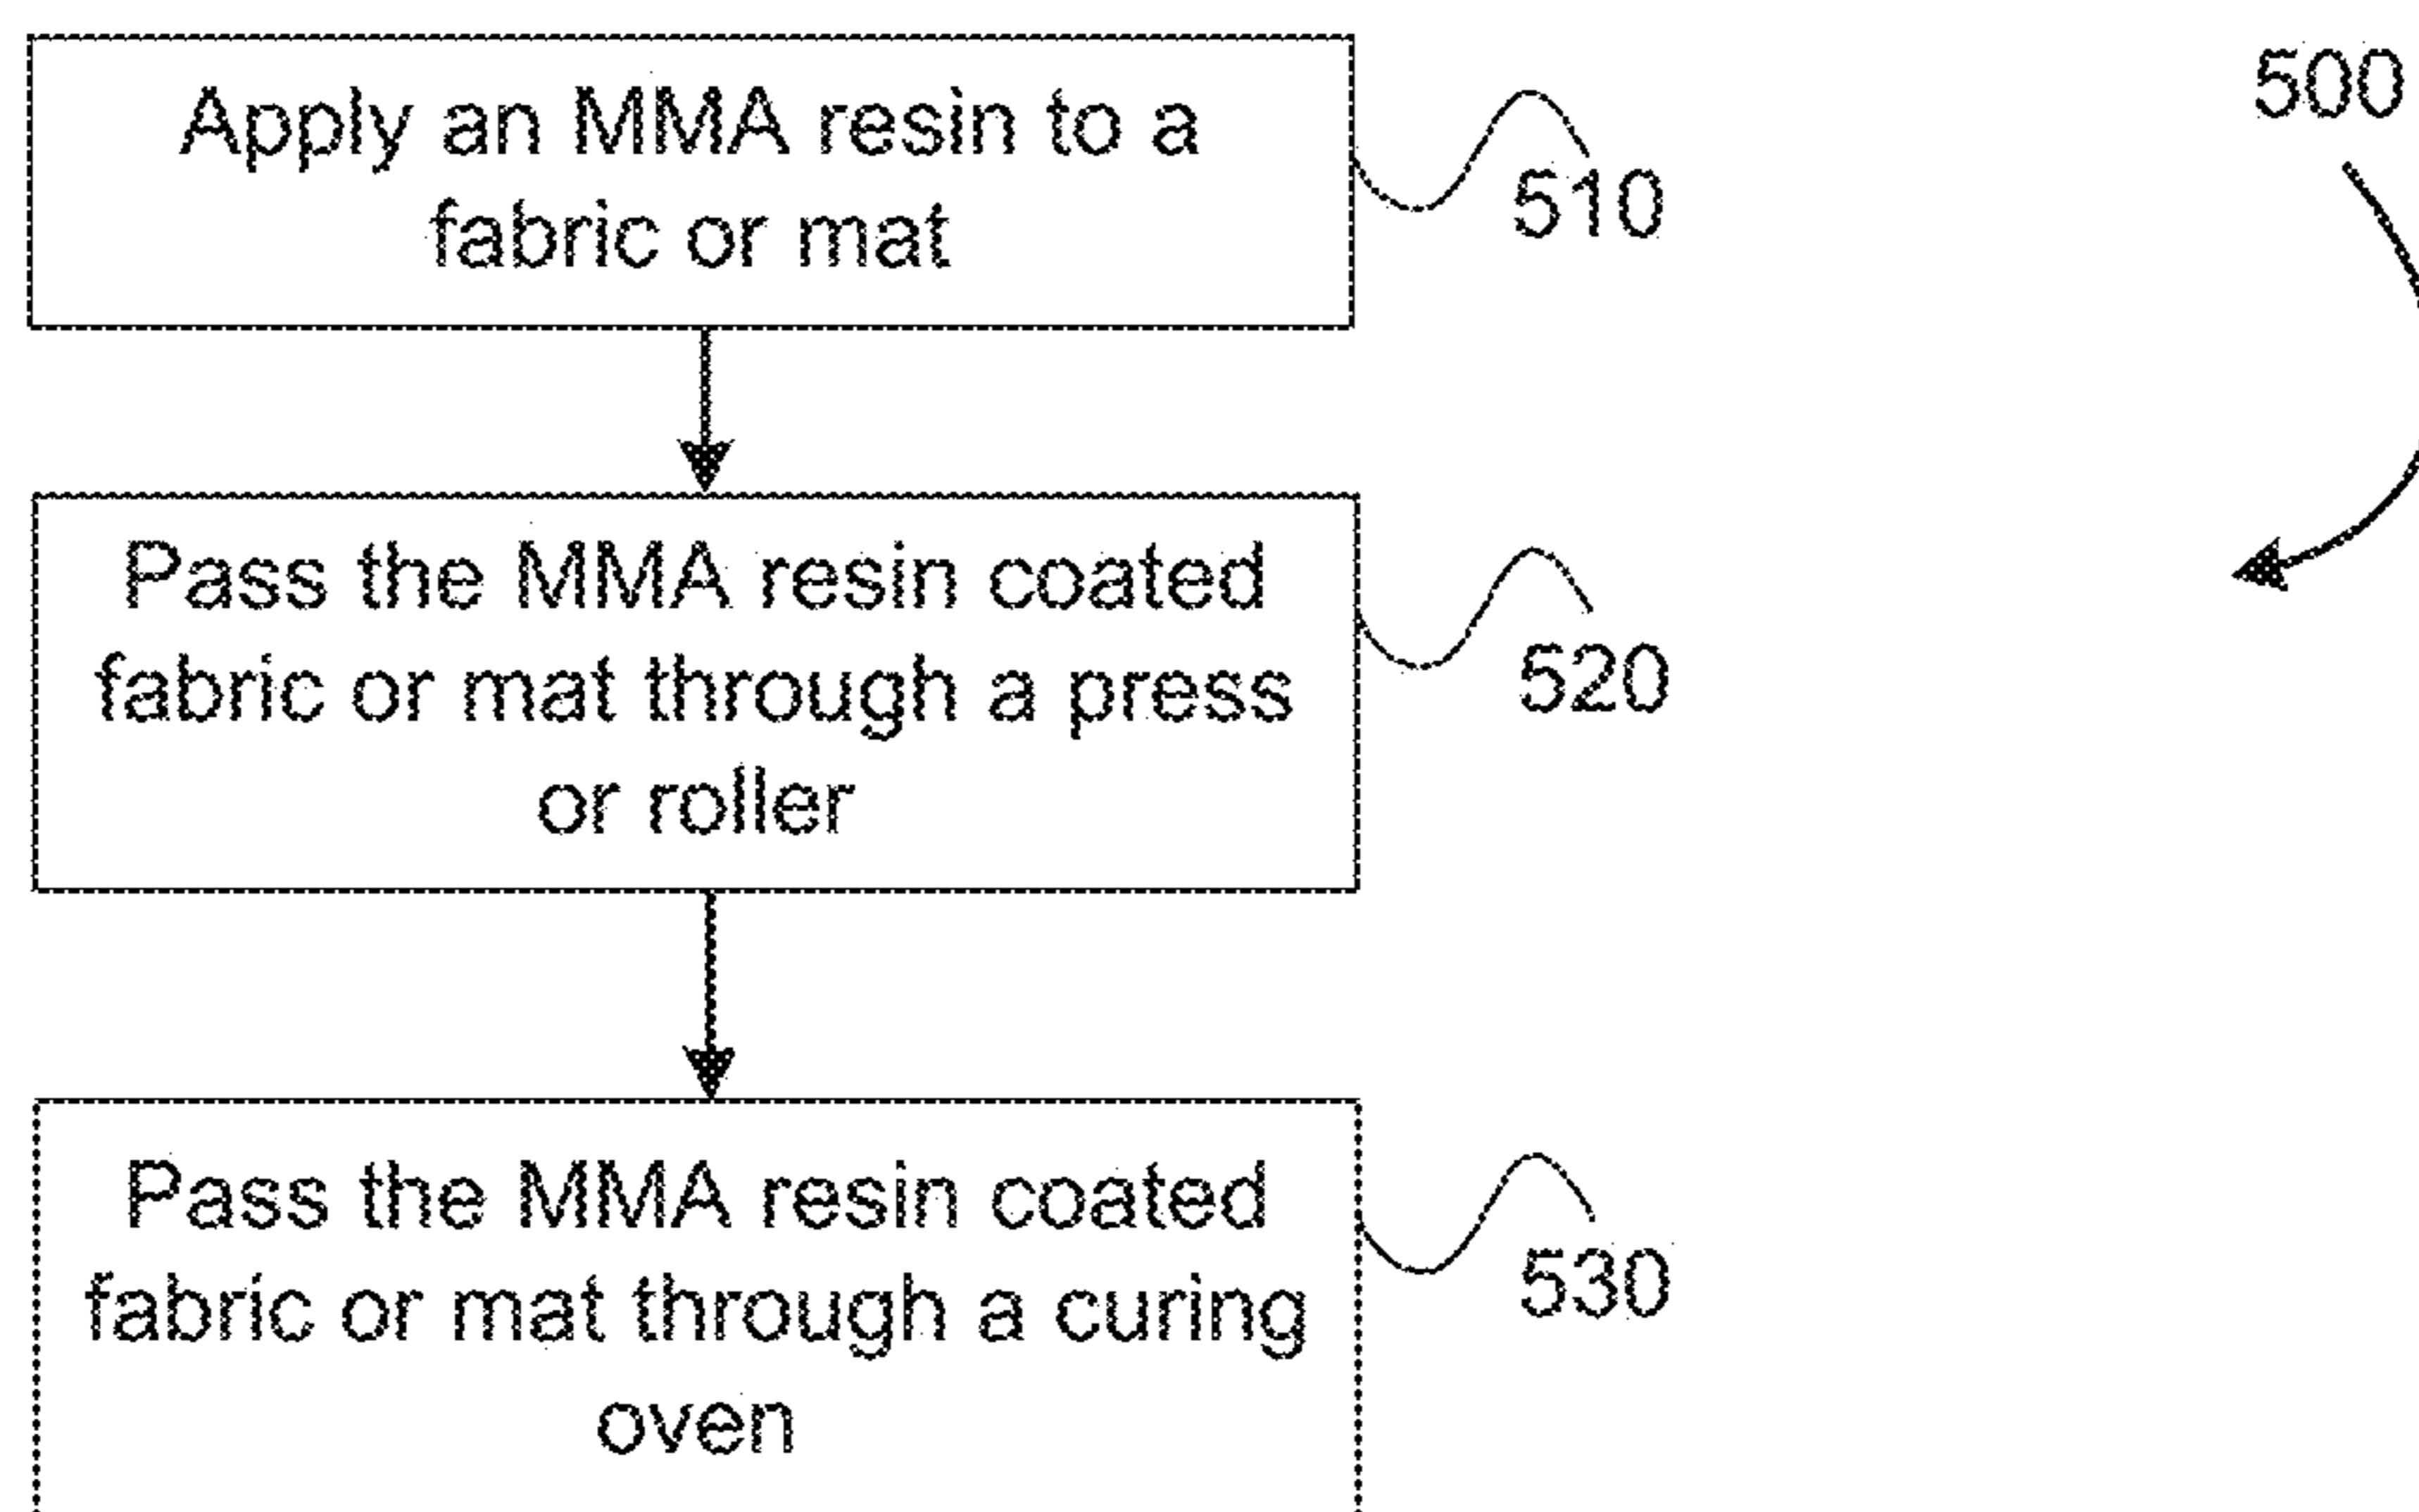 Apply an MMA resin to a
fabric or mat
510
500
Pass the MMA resin coated
fabric or mat through a press
or roller
520
Pass the MMA resin coated
fabric or mat through a curing
oven
530